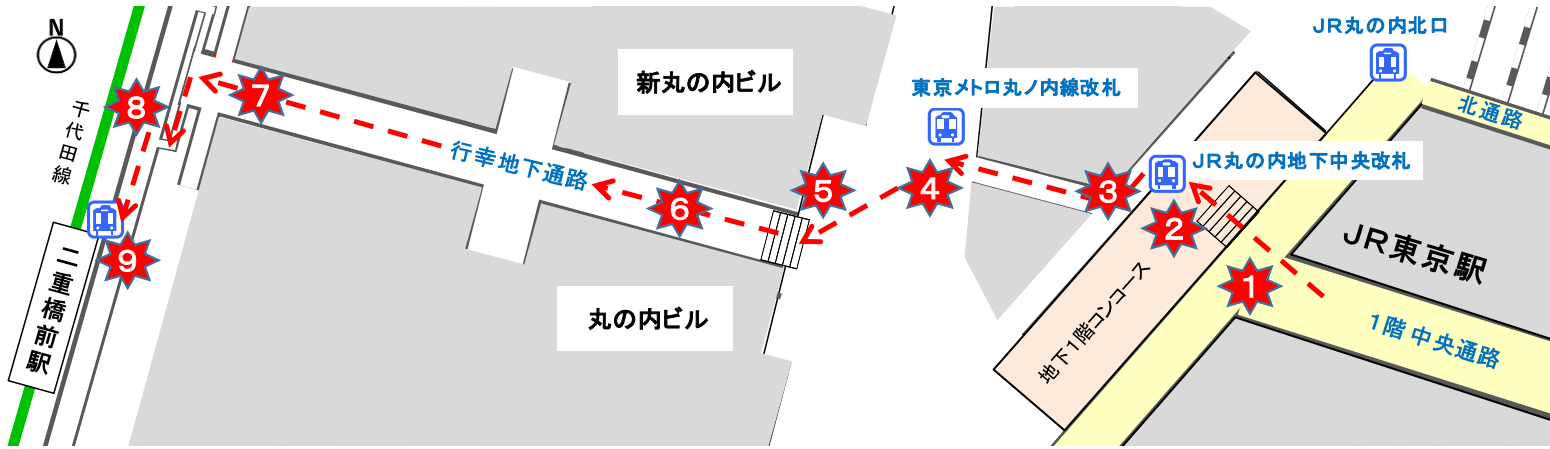 N
千代田線
8
7
新丸の内ビル
東京メトロ丸ノ内線改札
JR丸の内北口
北通路
行幸地下通路
5
4
3
JR丸の内地下中央改札
6
2
JR東京駅
9
二重橋前駅
丸の内ビル
地下1階コンコース
1
1階 中央通路